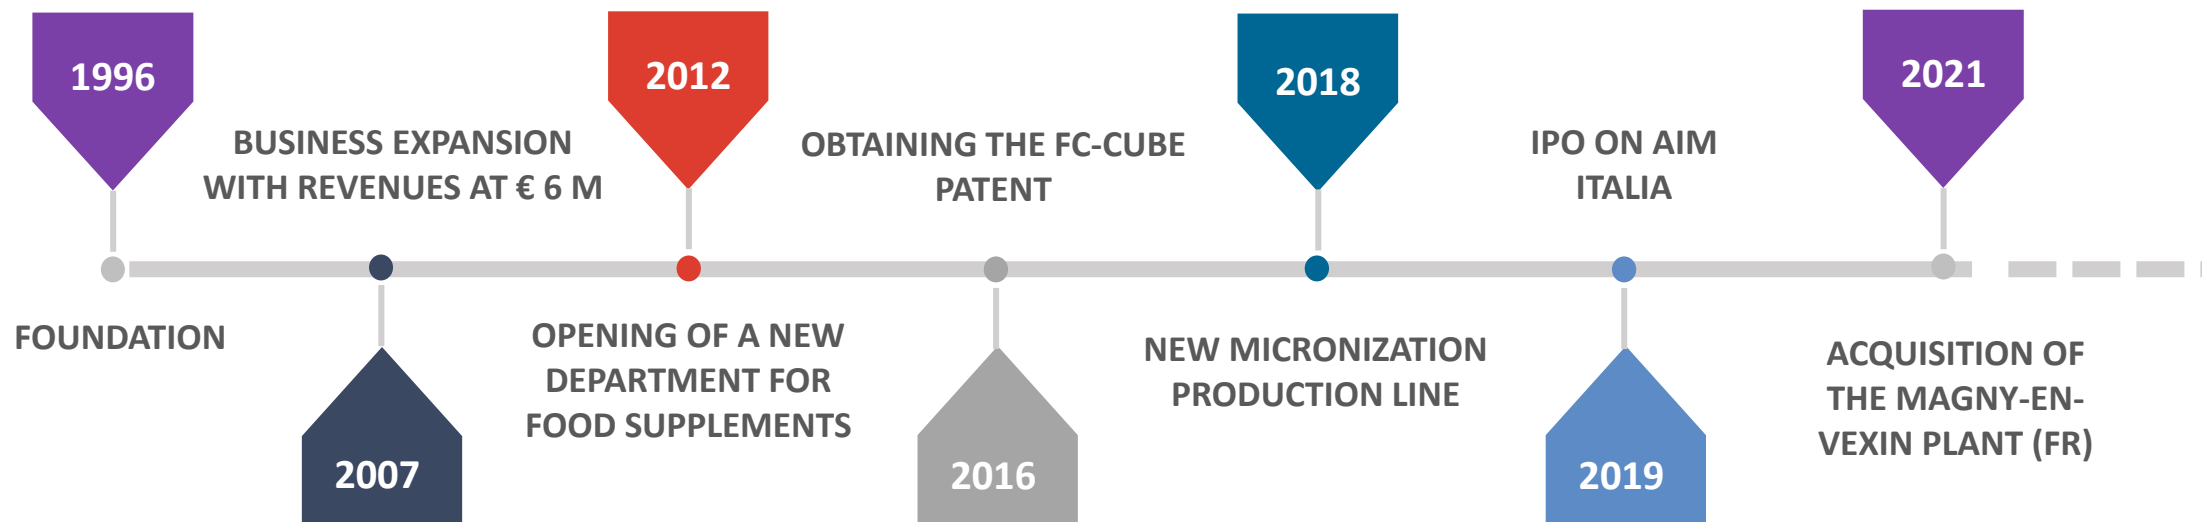 1996
FOUNDATION
BUSINESS EXPANSION
WITH REVENUES AT € 6 M
2007
2012
OPENING OF A NEW
DEPARTMENT FOR
FOOD SUPPLEMENTS
OBTAINING THE FC-CUBE
PATENT
2016
2018
NEW MICRONIZATION
PRODUCTION LINE
IPO ON AIM
ITALIA
2019
2021
ACQUISITION OF
THE MAGNY-EN-
VEXIN PLANT (FR)